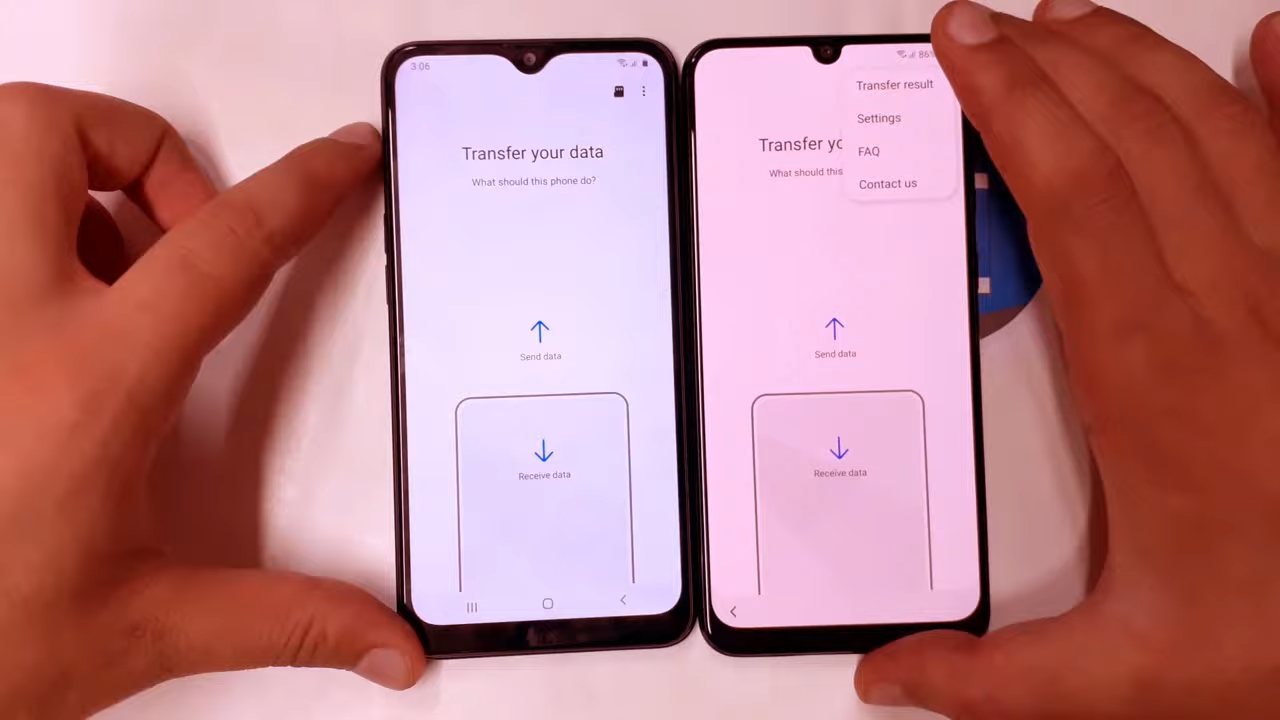 3:06
Transfer your data
What should this phone do?
Send data
Receive data
86
Transfer result
Settings
FAQ
Contact us
Transfer yo
What should this
Send data
Receive data